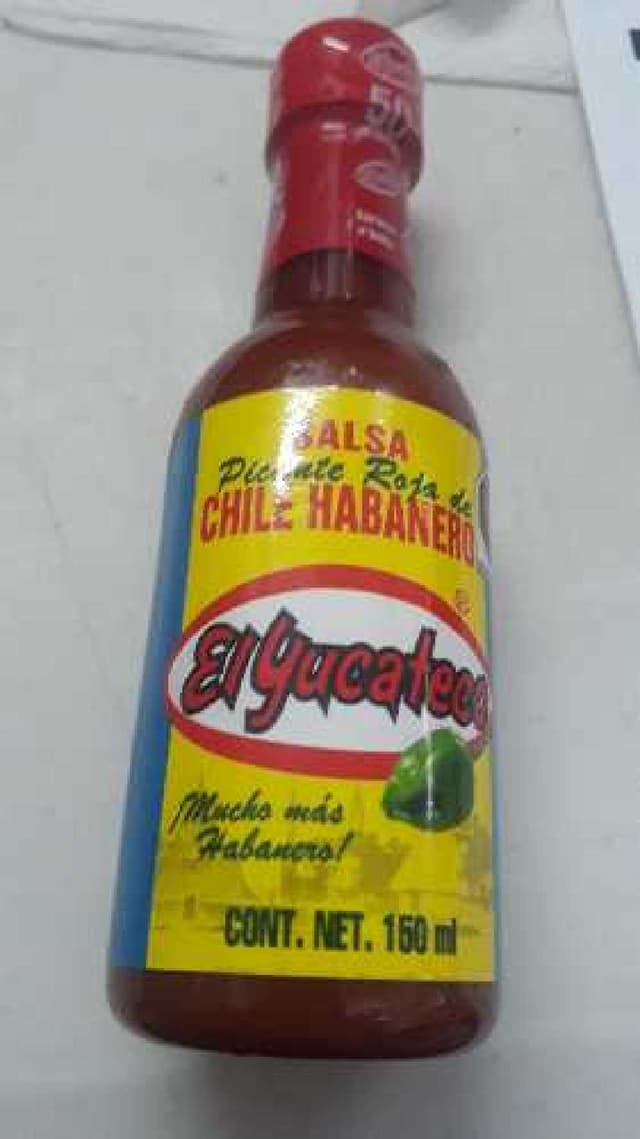 SALSA
Picante Roja de
CHILE HABANERO
El Yucateco
®
¡Mucho más
Habanero!
CONT. NET. 150 ml